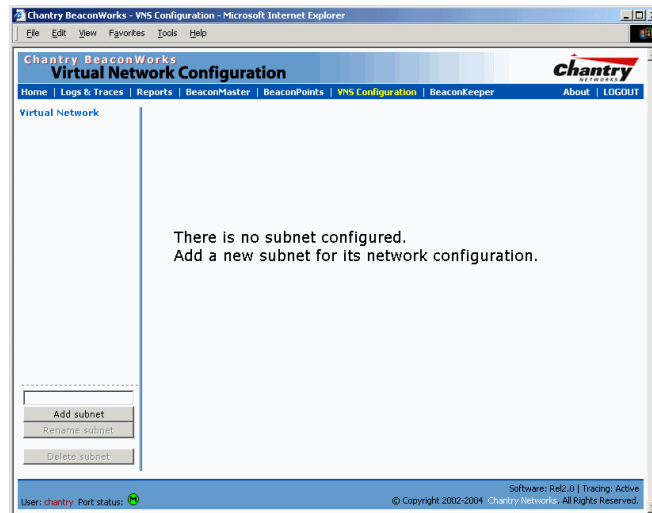 Chantry BeaconWorks - VNS Configuration - Microsoft Internet Explorer
File Edit View Favorites Tools Help
Chantry BeaconWorks
Virtual Network Configuration
Chantry
NETWORKS
Home | Logs & Traces | Reports | BeaconMaster | BeaconPoints | VNS Configuration | BeaconKeeper About | LOGOUT
Virtual Network
There is no subnet configured.
Add a new subnet for its network configuration.
Add subnet
Rename subnet
Delete subnet
Software: Rel2.0 | Tracing: Active
User: chantry Port status: M © Copyright 2002-2004 Chantry Networks. All Rights Reserved.